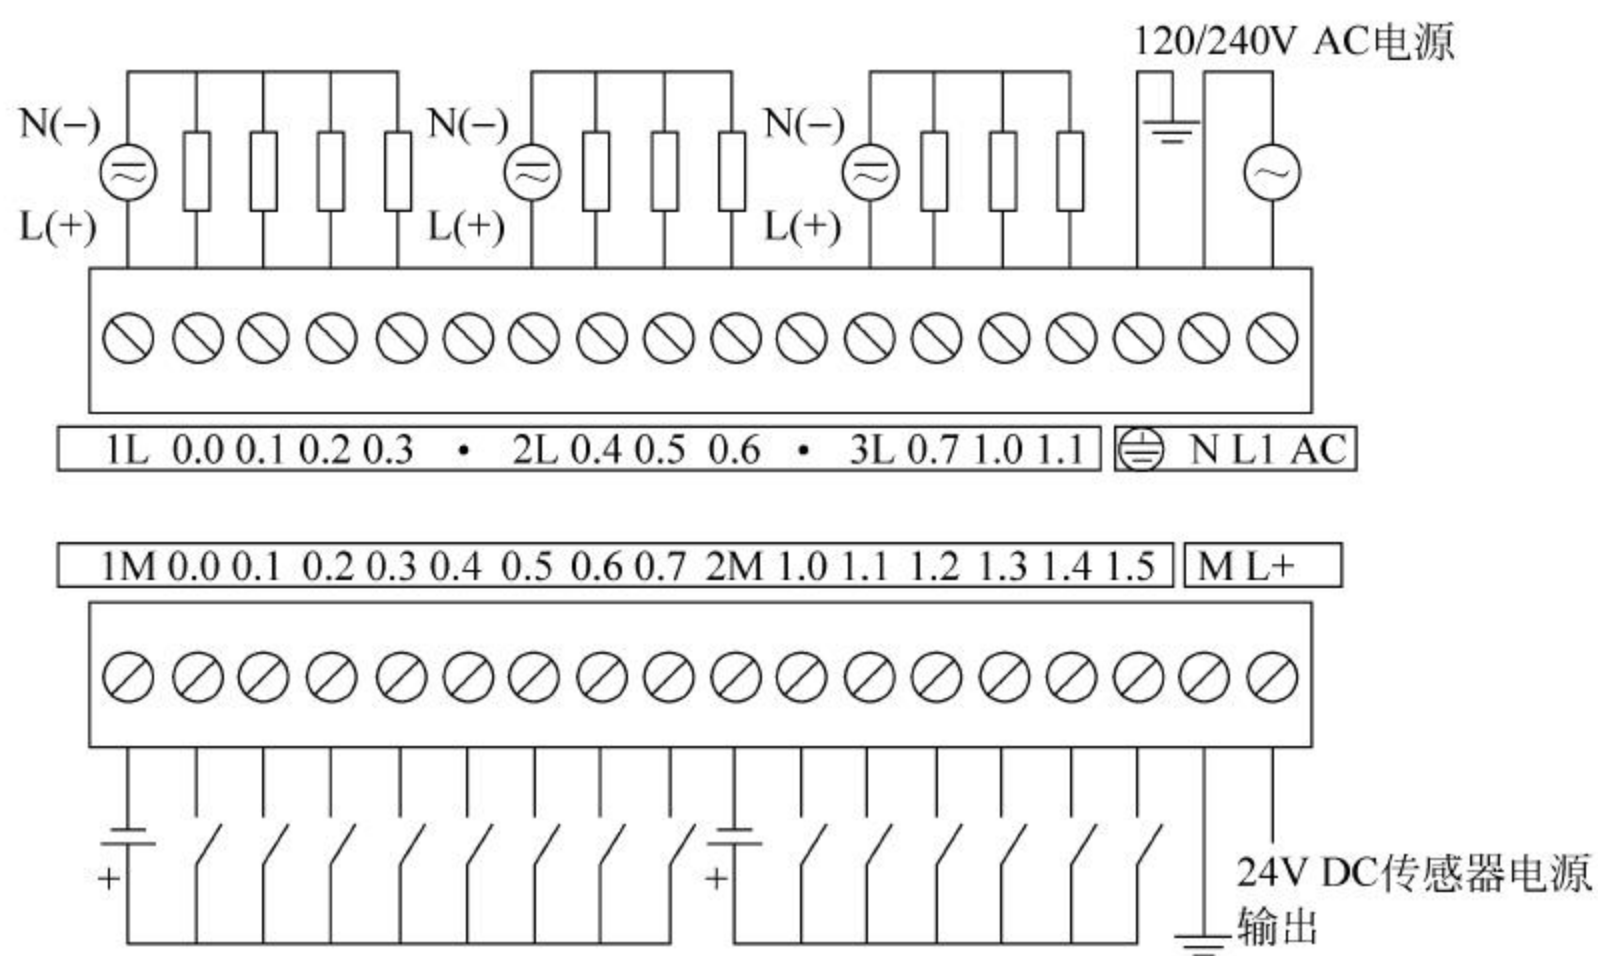 120/240V AC电源
N(−) N(−) N(−)
L(+) L(+) L(+)
1L 0.0 0.1 0.2 0.3 • 2L 0.4 0.5 0.6 • 3L 0.7 1.0 1.1 N L1 AC
1M 0.0 0.1 0.2 0.3 0.4 0.5 0.6 0.7 2M 1.0 1.1 1.2 1.3 1.4 1.5 M L+
+ +
24V DC传感器电源
输出